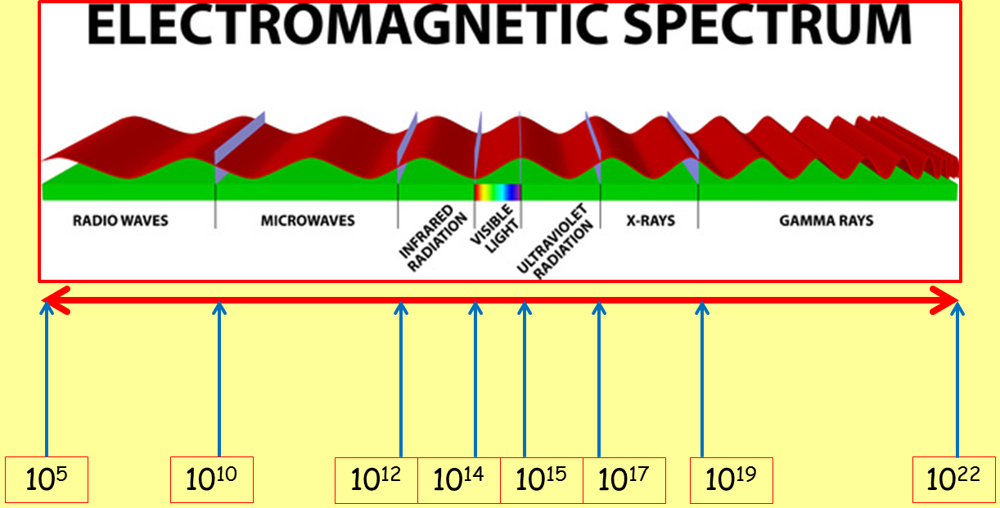 ELECTROMAGNETIC SPECTRUM
RADIO WAVES
MICROWAVES
INFRARED
RADIATION
VISIBLE
LIGHT
ULTRAVIOLET
RADIATION
X-RAYS
GAMMA RAYS
10⁵
10¹⁰
10¹²
10¹⁴
10¹⁵
10¹⁷
10¹⁹
10²²